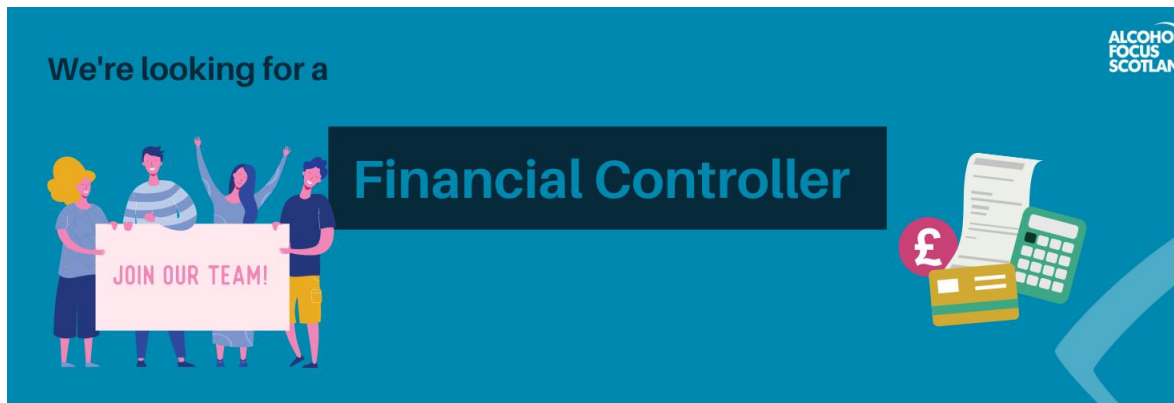 We're looking for a
ALCOHO
FOCUS
SCOTLAN
Financial Controller
JOIN OUR TEAM!
£